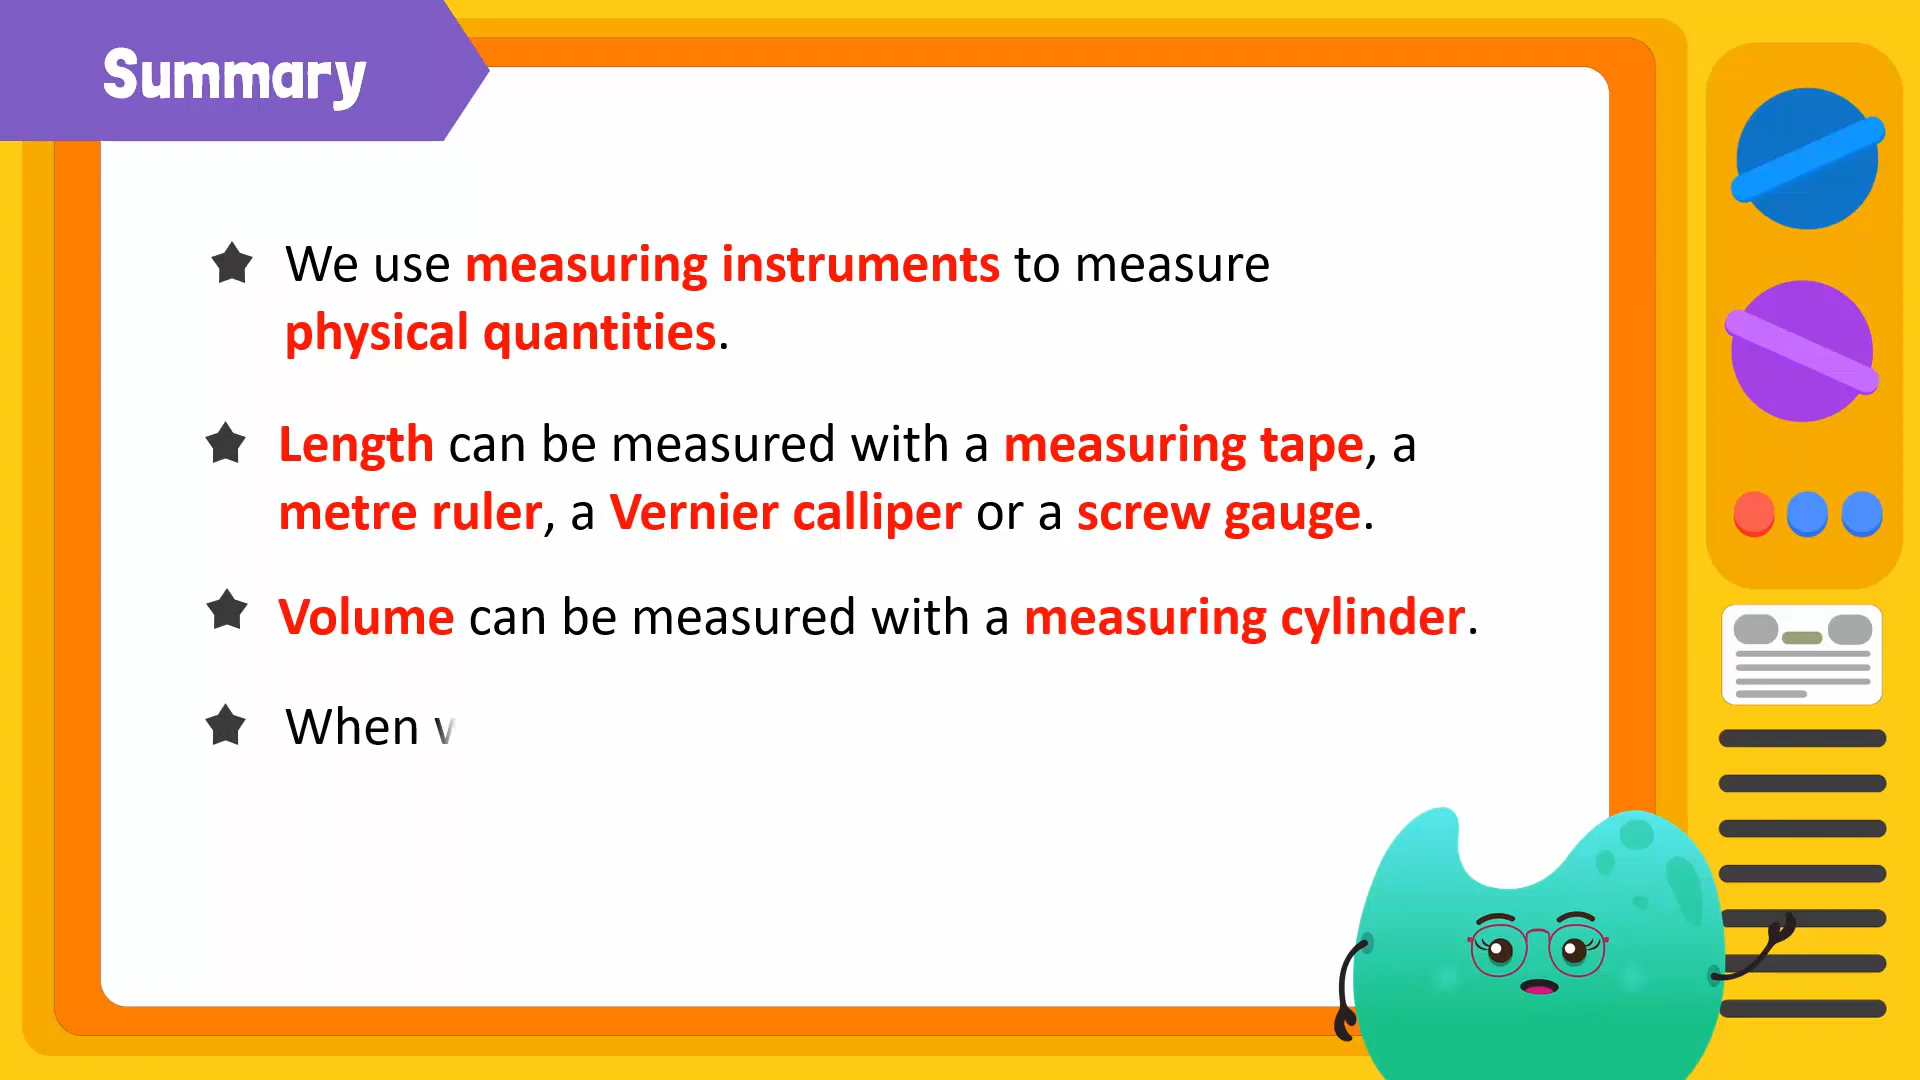 Summary
We use measuring instruments to measure
physical quantities.
Length can be measured with a measuring tape, a
metre ruler, a Vernier calliper or a screw gauge.
Volume can be measured with a measuring cylinder.
When